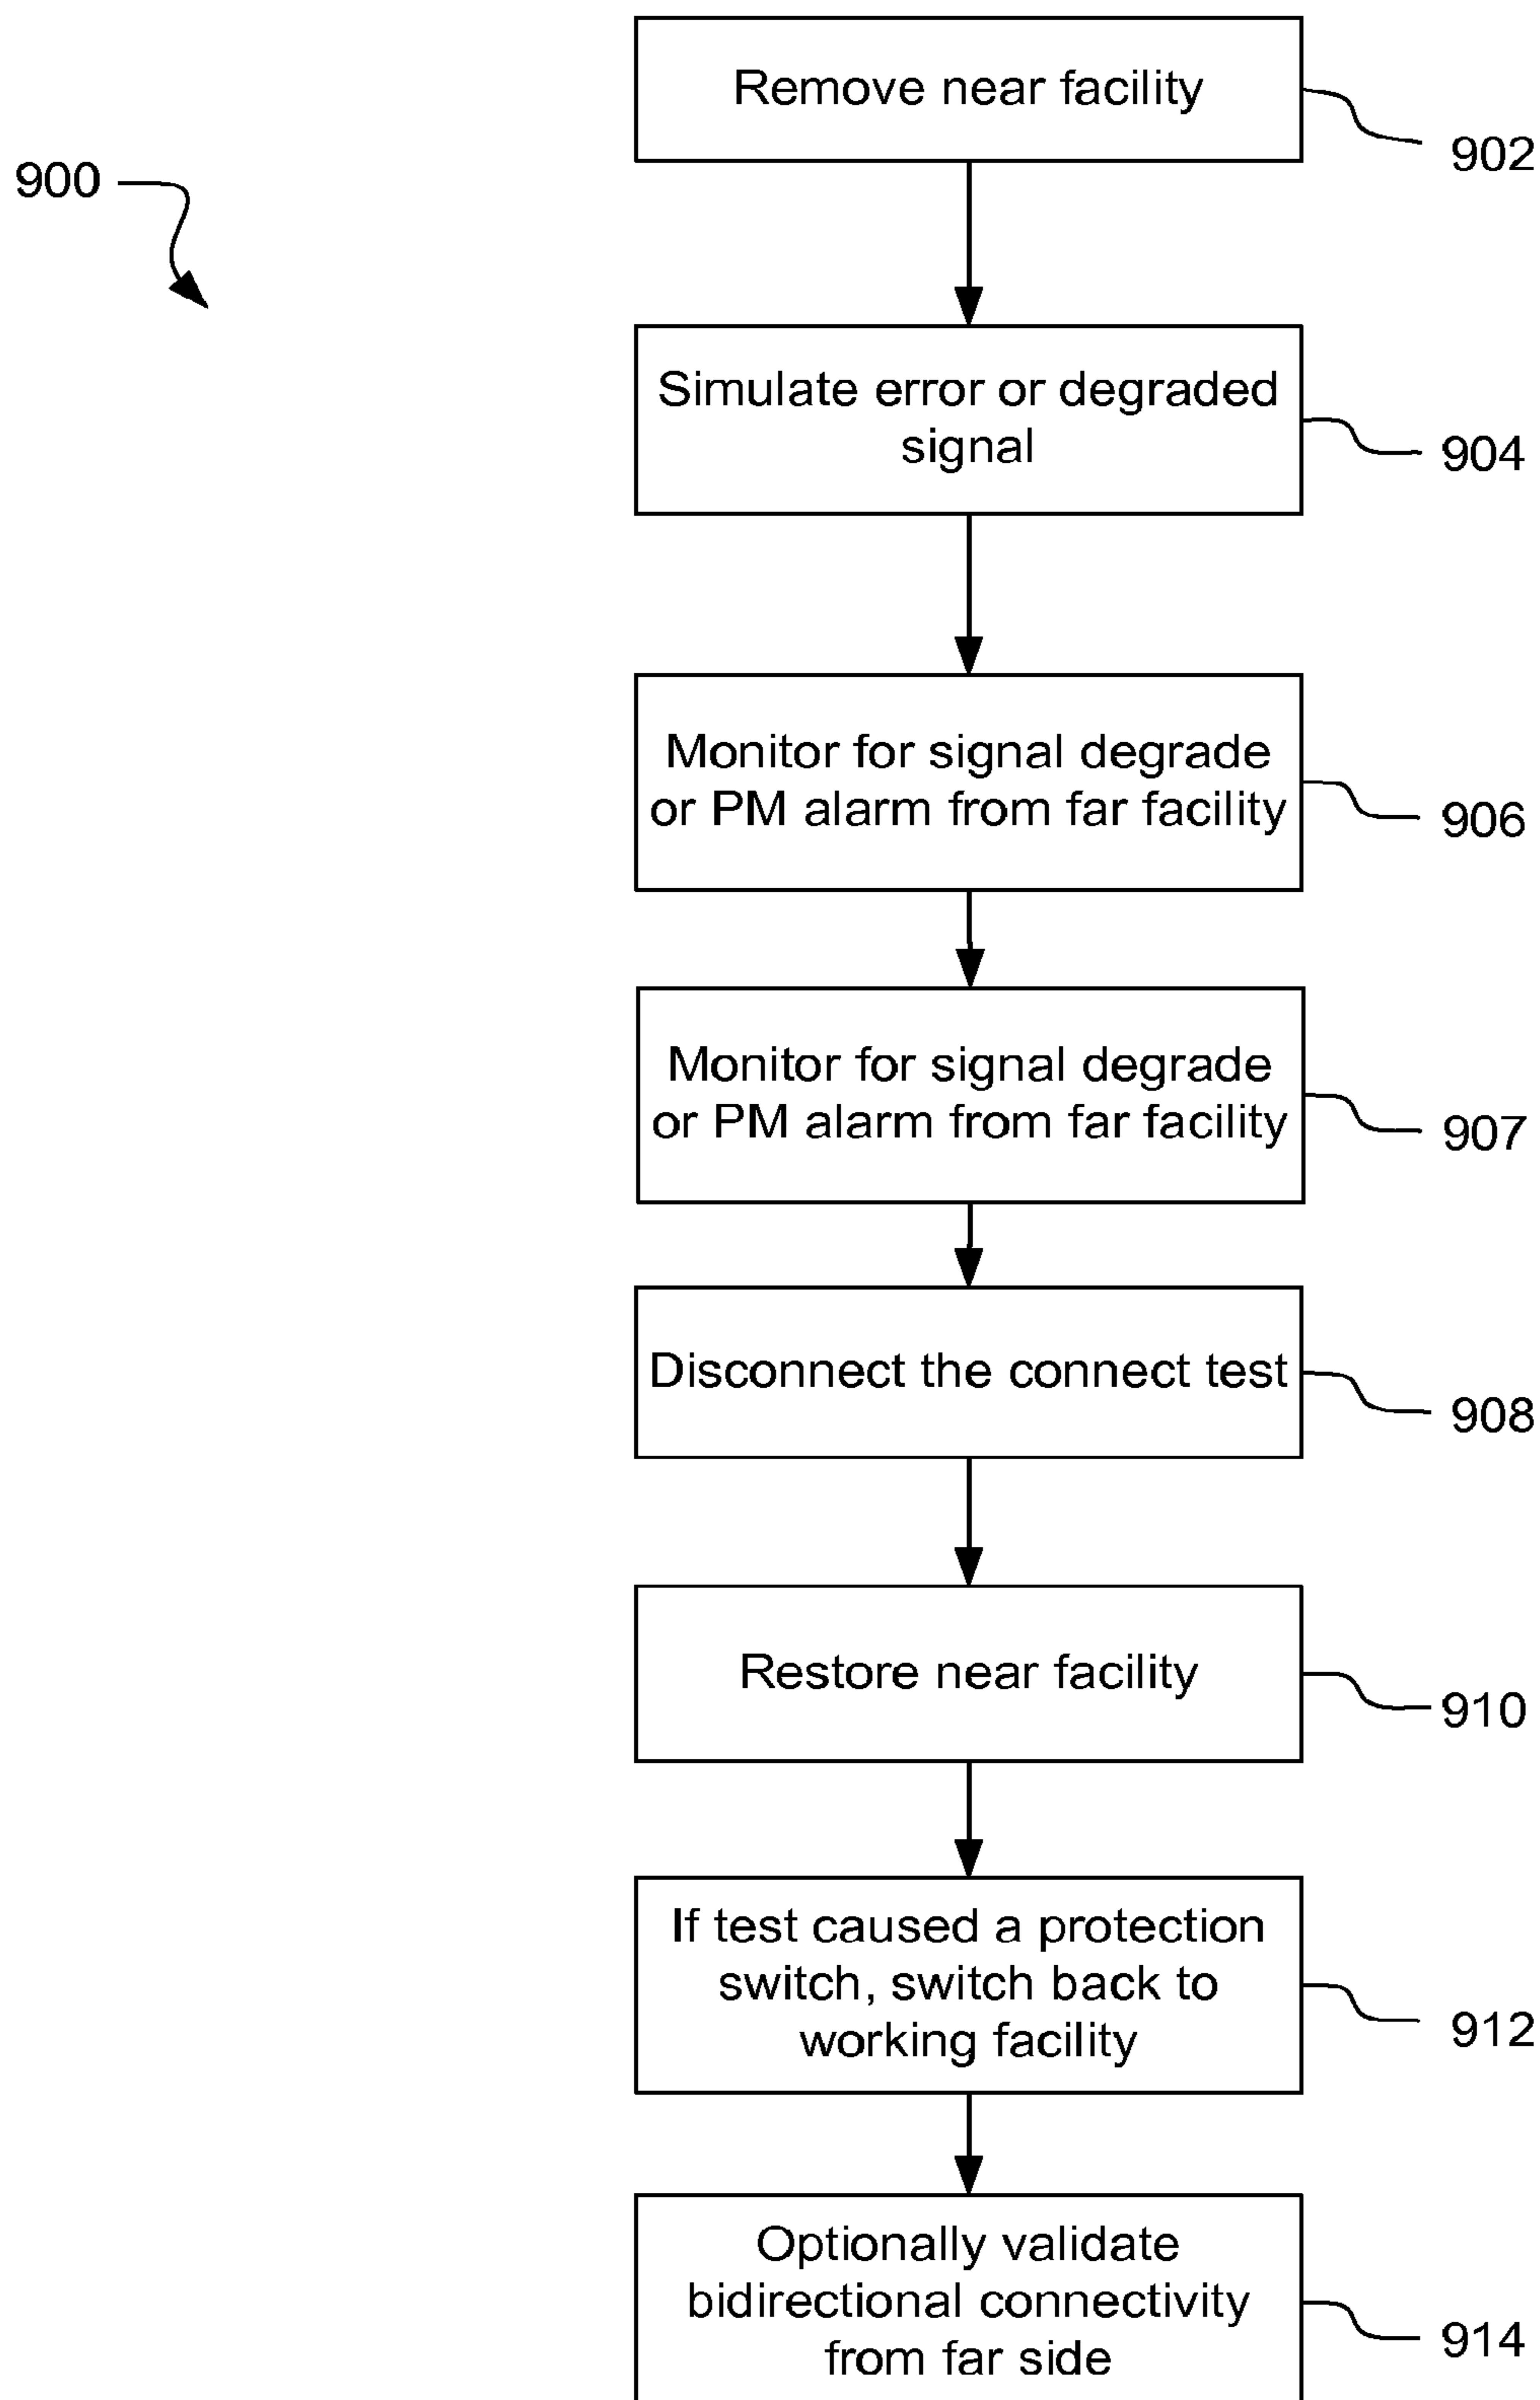 900
Remove near facility
902
Simulate error or degraded
signal
904
Monitor for signal degrade
or PM alarm from far facility
906
Monitor for signal degrade
or PM alarm from far facility
907
Disconnect the connect test
908
Restore near facility
910
If test caused a protection
switch, switch back to
working facility
912
Optionally validate
bidirectional connectivity
from far side
914